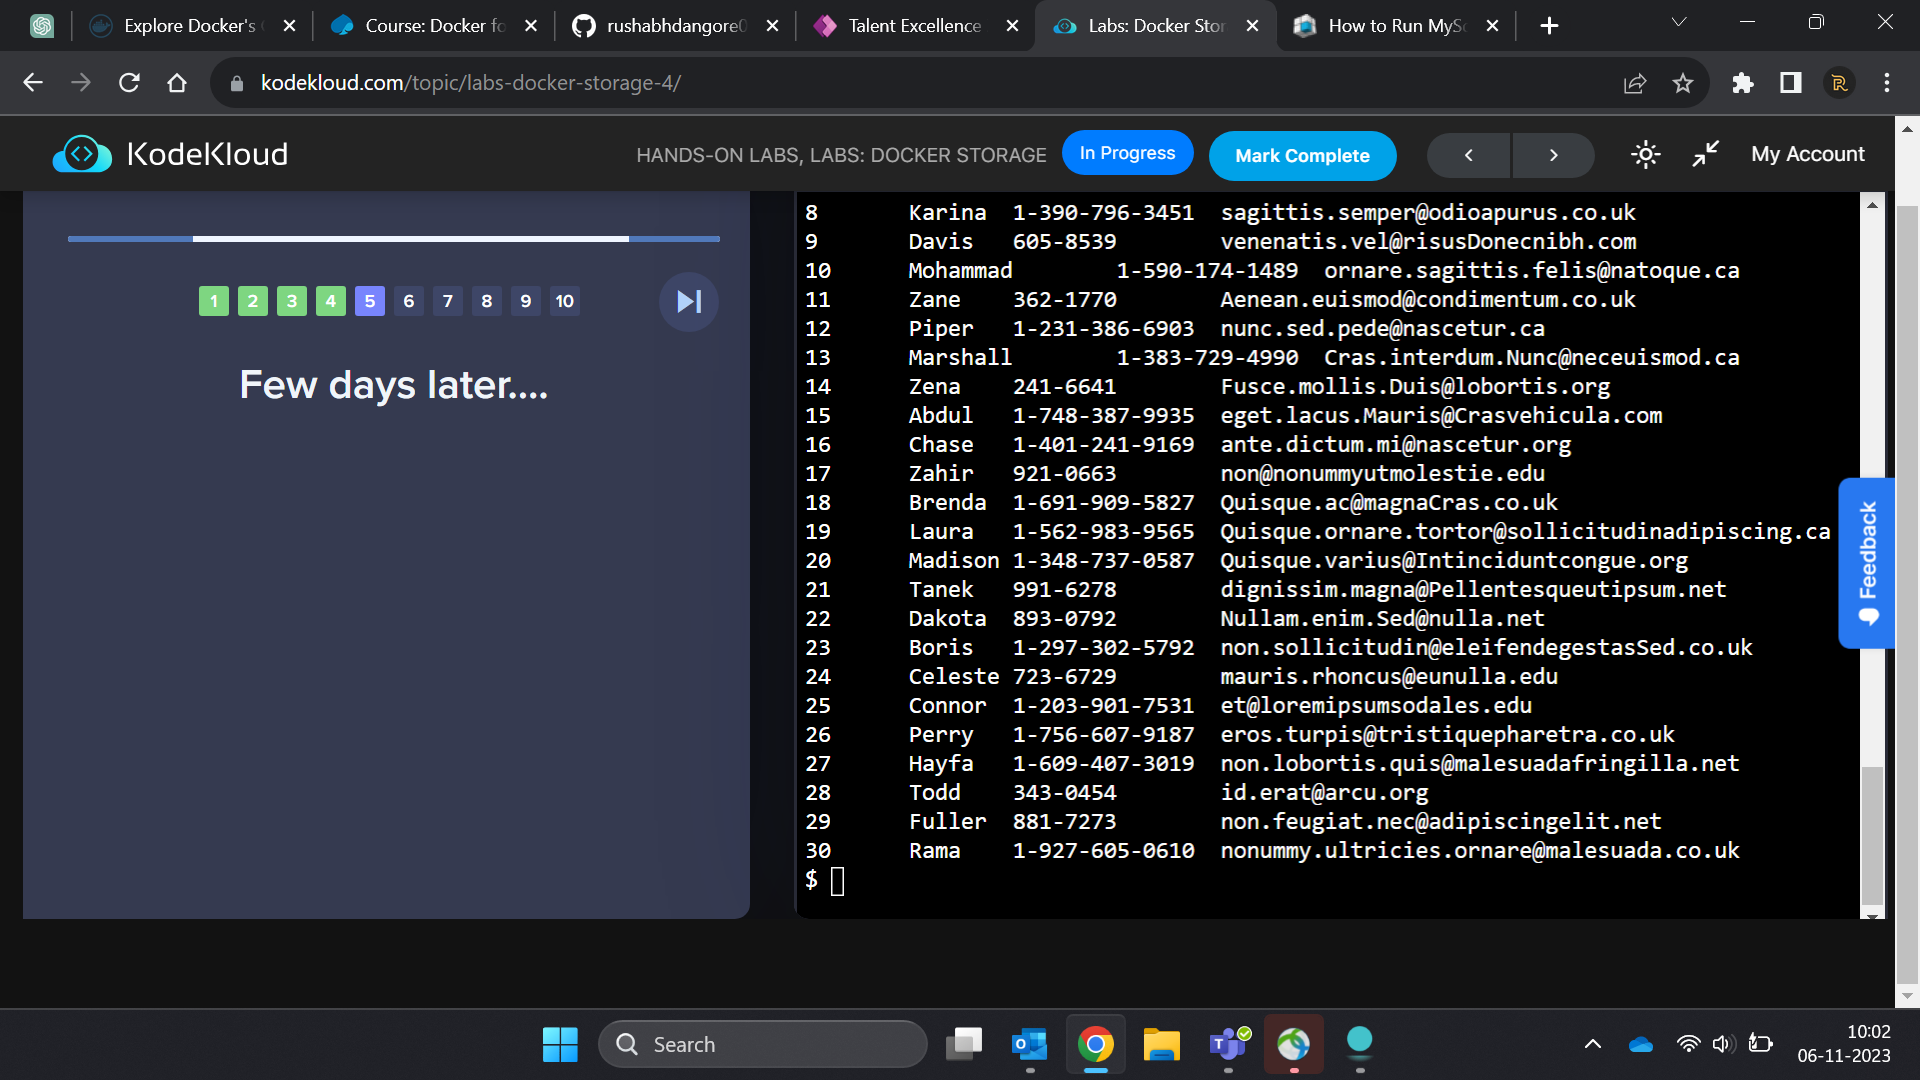 Explore Docker's
Course: Docker fo
rushabhdangore0
Talent Excellence
Labs: Docker Stor
How to Run MySQ
kodekloud.com/topic/labs-docker-storage-4/
R
KodeKloud
HANDS-ON LABS, LABS: DOCKER STORAGE
In Progress
Mark Complete
My Account
1 2 3 4 5 6 7 8 9 10
Few days later....
8 Karina 1-390-796-3451 sagittis.semper@odioapurus.co.uk
9 Davis 605-8539 venenatis.vel@risusDonecnibh.com
10 Mohammad 1-590-174-1489 ornare.sagittis.felis@natoque.ca
11 Zane 362-1770 Aenean.euismod@condimentum.co.uk
12 Piper 1-231-386-6903 nunc.sed.pede@nascetur.ca
13 Marshall 1-383-729-4990 Cras.interdum.Nunc@neceuismod.ca
14 Zena 241-6641 Fusce.mollis.Duis@lobortis.org
15 Abdul 1-748-387-9935 eget.lacus.Mauris@Crasvehicula.com
16 Chase 1-401-241-9169 ante.dictum.mi@nascetur.org
17 Zahir 921-0663 non@nonummyutmolestie.edu
18 Brenda 1-691-909-5827 Quisque.ac@magnaCras.co.uk
19 Laura 1-562-983-9565 Quisque.ornare.tortor@sollicitudinadipiscing.ca
20 Madison 1-348-737-0587 Quisque.varius@Intinciduntcongue.org
21 Tanek 991-6278 dignissim.magna@Pellentesqueutipsum.net
22 Dakota 893-0792 Nullam.enim.Sed@nulla.net
23 Boris 1-297-302-5792 non.sollicitudin@eleifendegestasSed.co.uk
24 Celeste 723-6729 mauris.rhoncus@eunulla.edu
25 Connor 1-203-901-7531 et@loremipsumsodales.edu
26 Perry 1-756-607-9187 eros.turpis@tristiquepharetra.co.uk
27 Hayfa 1-609-407-3019 non.lobortis.quis@malesuadafringilla.net
28 Todd 343-0454 id.erat@arcu.org
29 Fuller 881-7273 non.feugiat.nec@adipiscingelit.net
30 Rama 1-927-605-0610 nonummy.ultricies.ornare@malesuada.co.uk
$
Feedback
Search
10:02
06-11-2023